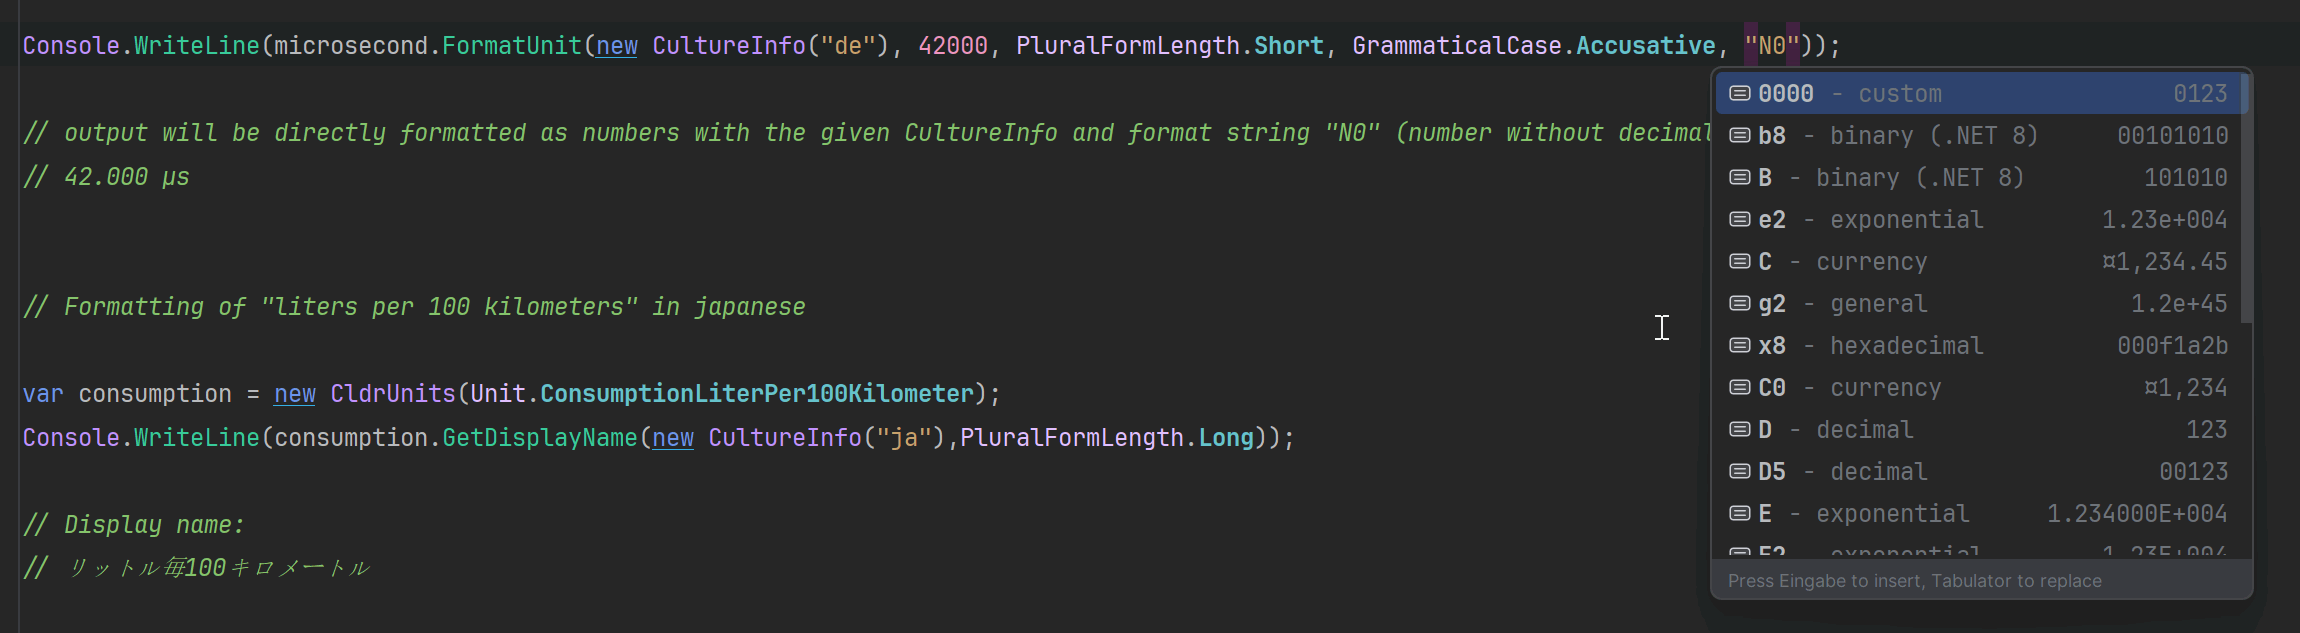 Console.WriteLine(microsecond.FormatUnit(new CultureInfo("de"), 42000, PluralFormLength.Short, GrammaticalCase.Accusative, "N0"));
// output will be directly formatted as numbers with the given CultureInfo and format string "N0" (number without decimal
// 42.000 μs
// Formatting of "liters per 100 kilometers" in japanese
var consumption = new CldrUnits(Unit.ConsumptionLiterPer100Kilometer);
Console.WriteLine(consumption.GetDisplayName(new CultureInfo("ja"),PluralFormLength.Long));
// Display name:
// リットル毎100キロメートル
0000 - custom 0123
b8 - binary (.NET 8) 00101010
B - binary (.NET 8) 101010
e2 - exponential 1.23e+004
C - currency ¤1,234.45
g2 - general 1.2e+45
x8 - hexadecimal 000f1a2b
C0 - currency ¤1,234
D - decimal 123
D5 - decimal 00123
E - exponential 1.234000E+004
E2 - exponential 1.23E+004
Press Eingabe to insert, Tabulator to replace